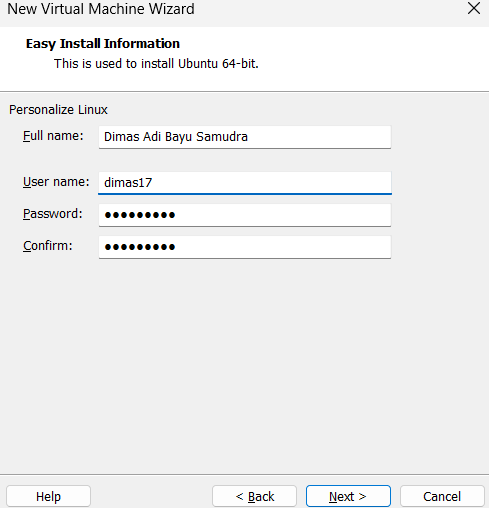 New Virtual Machine Wizard
Easy Install Information
This is used to install Ubuntu 64-bit.
Personalize Linux
Full name: Dimas Adi Bayu Samudra
User name: dimas17
Password: ●●●●●●●●●
Confirm: ●●●●●●●●●
Help < Back Next > Cancel